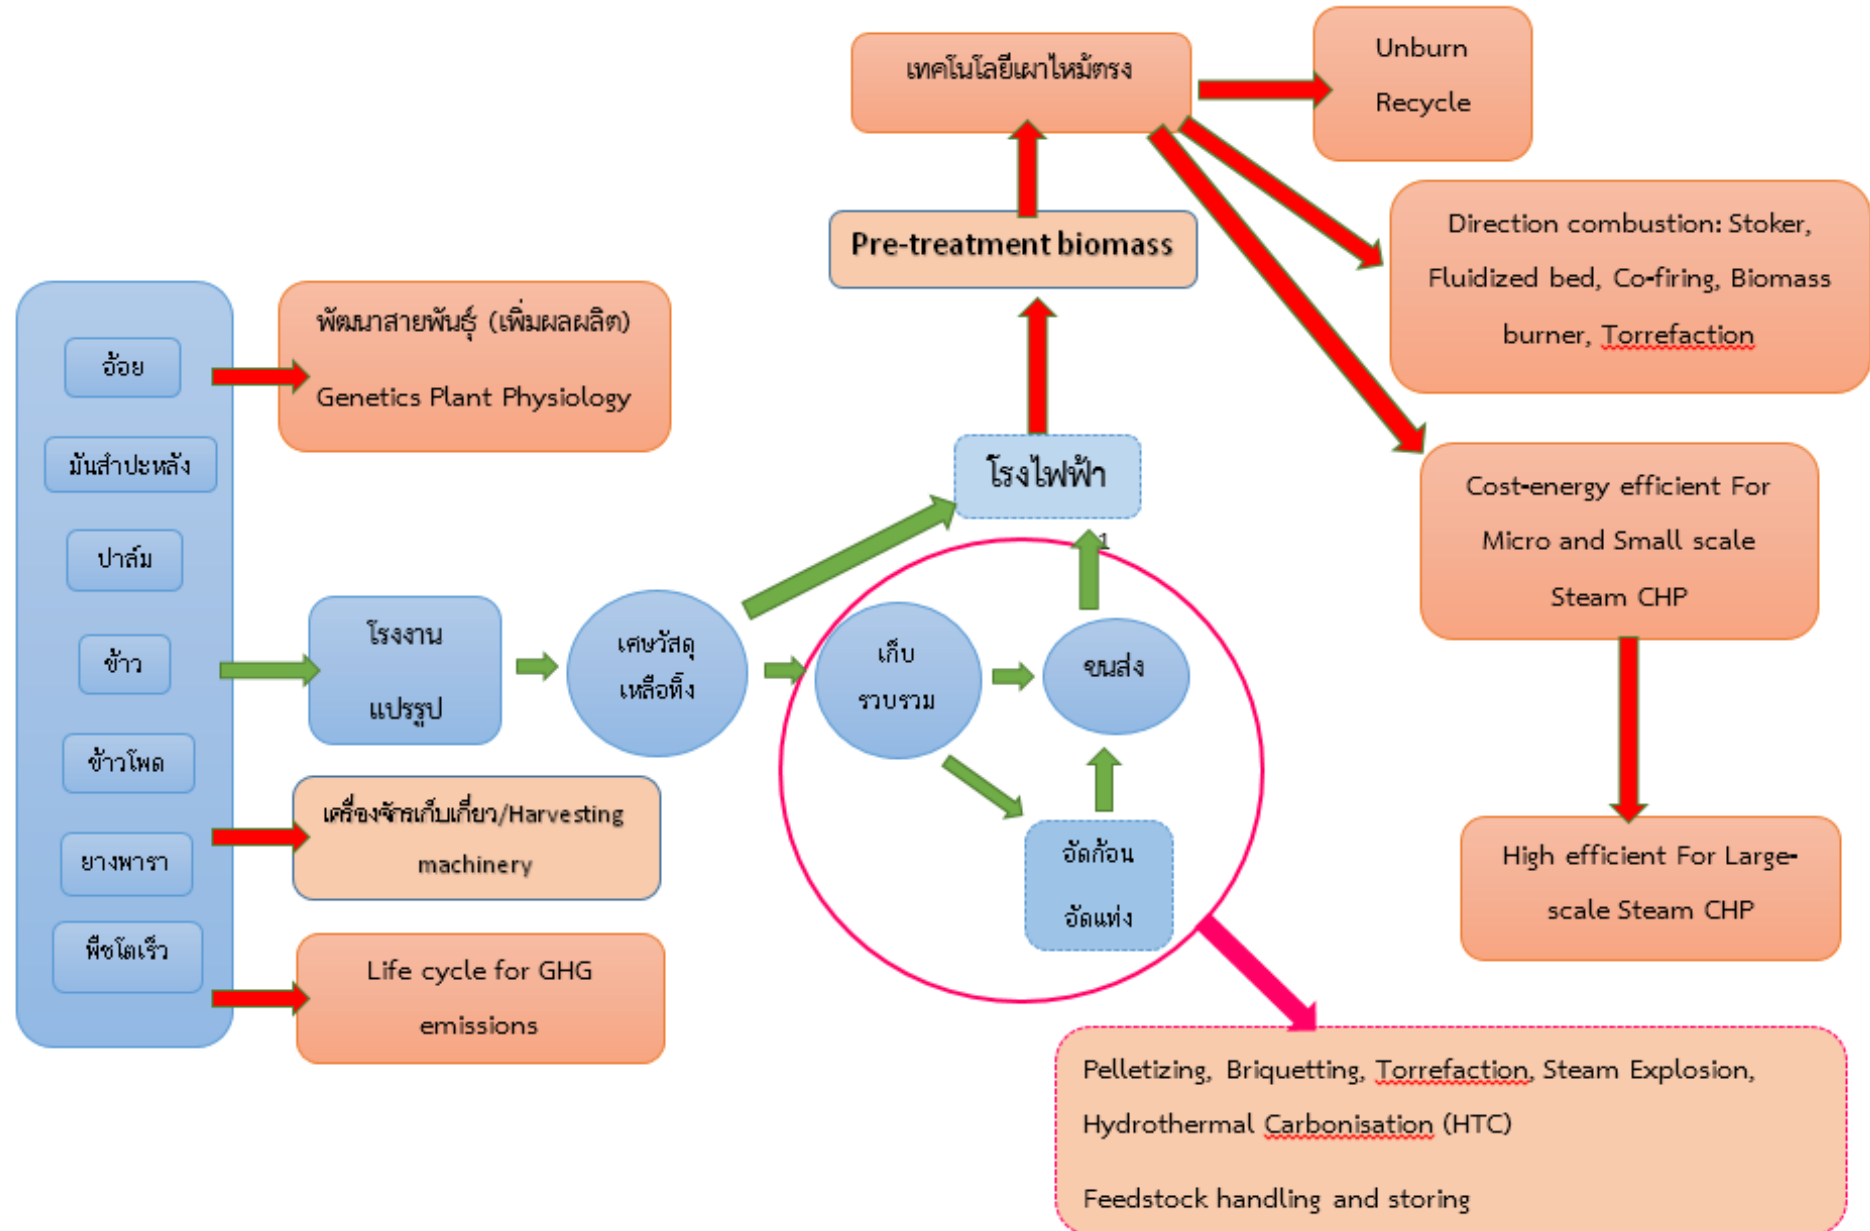 เทคโนโลยีเผาไหม้ตรง
Unburn
Recycle
Pre-treatment biomass
Direction combustion: Stoker,
Fluidized bed, Co-firing, Biomass
burner, Torrefaction
อ้อย
มันสำปะหลัง
ปาล์ม
ข้าว
ข้าวโพด
ยางพารา
พืชโตเร็ว
พัฒนาสายพันธุ์ (เพิ่มผลผลิต)
Genetics Plant Physiology
โรงไฟฟ้า
1
Cost-energy efficient For
Micro and Small scale
Steam CHP
โรงงาน
แปรรูป
เศษวัสดุ
เหลือทิ้ง
เก็บ
รวบรวม
ขนส่ง
เครื่องจักรเก็บเกี่ยว/Harvesting
machinery
อัดก้อน
อัดแท่ง
High efficient For Large-
scale Steam CHP
Life cycle for GHG
emissions
Pelletizing, Briquetting, Torrefaction, Steam Explosion,
Hydrothermal Carbonisation (HTC)
Feedstock handling and storing